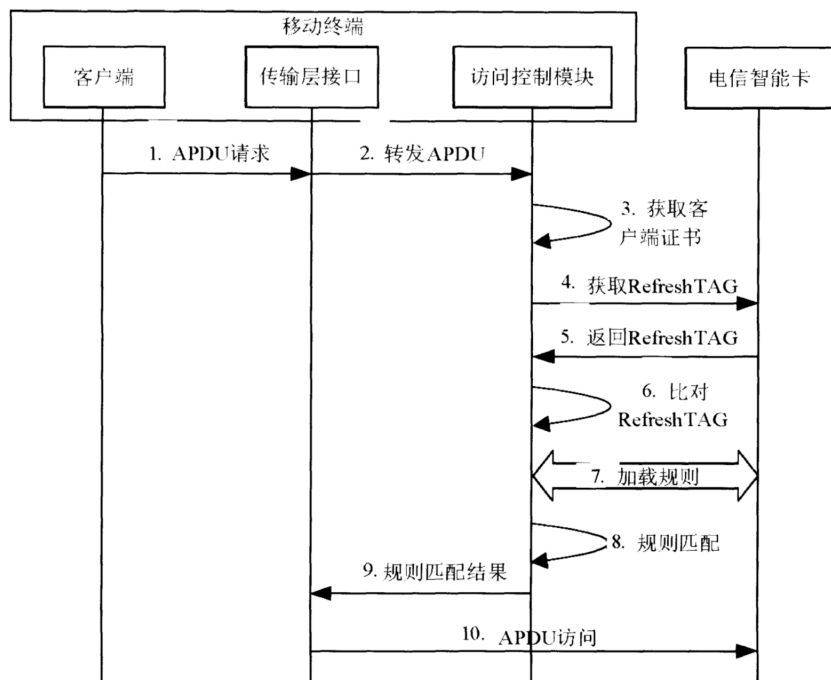 移动终端
客户端
传输层接口
访问控制模块
电信智能卡
1. APDU请求
2. 转发APDU
3. 获取客
户端证书
4. 获取RefreshTAG
5. 返回RefreshTAG
6. 比对
RefreshTAG
7. 加载规则
8. 规则匹配
9.规则匹配结果
10. APDU访问